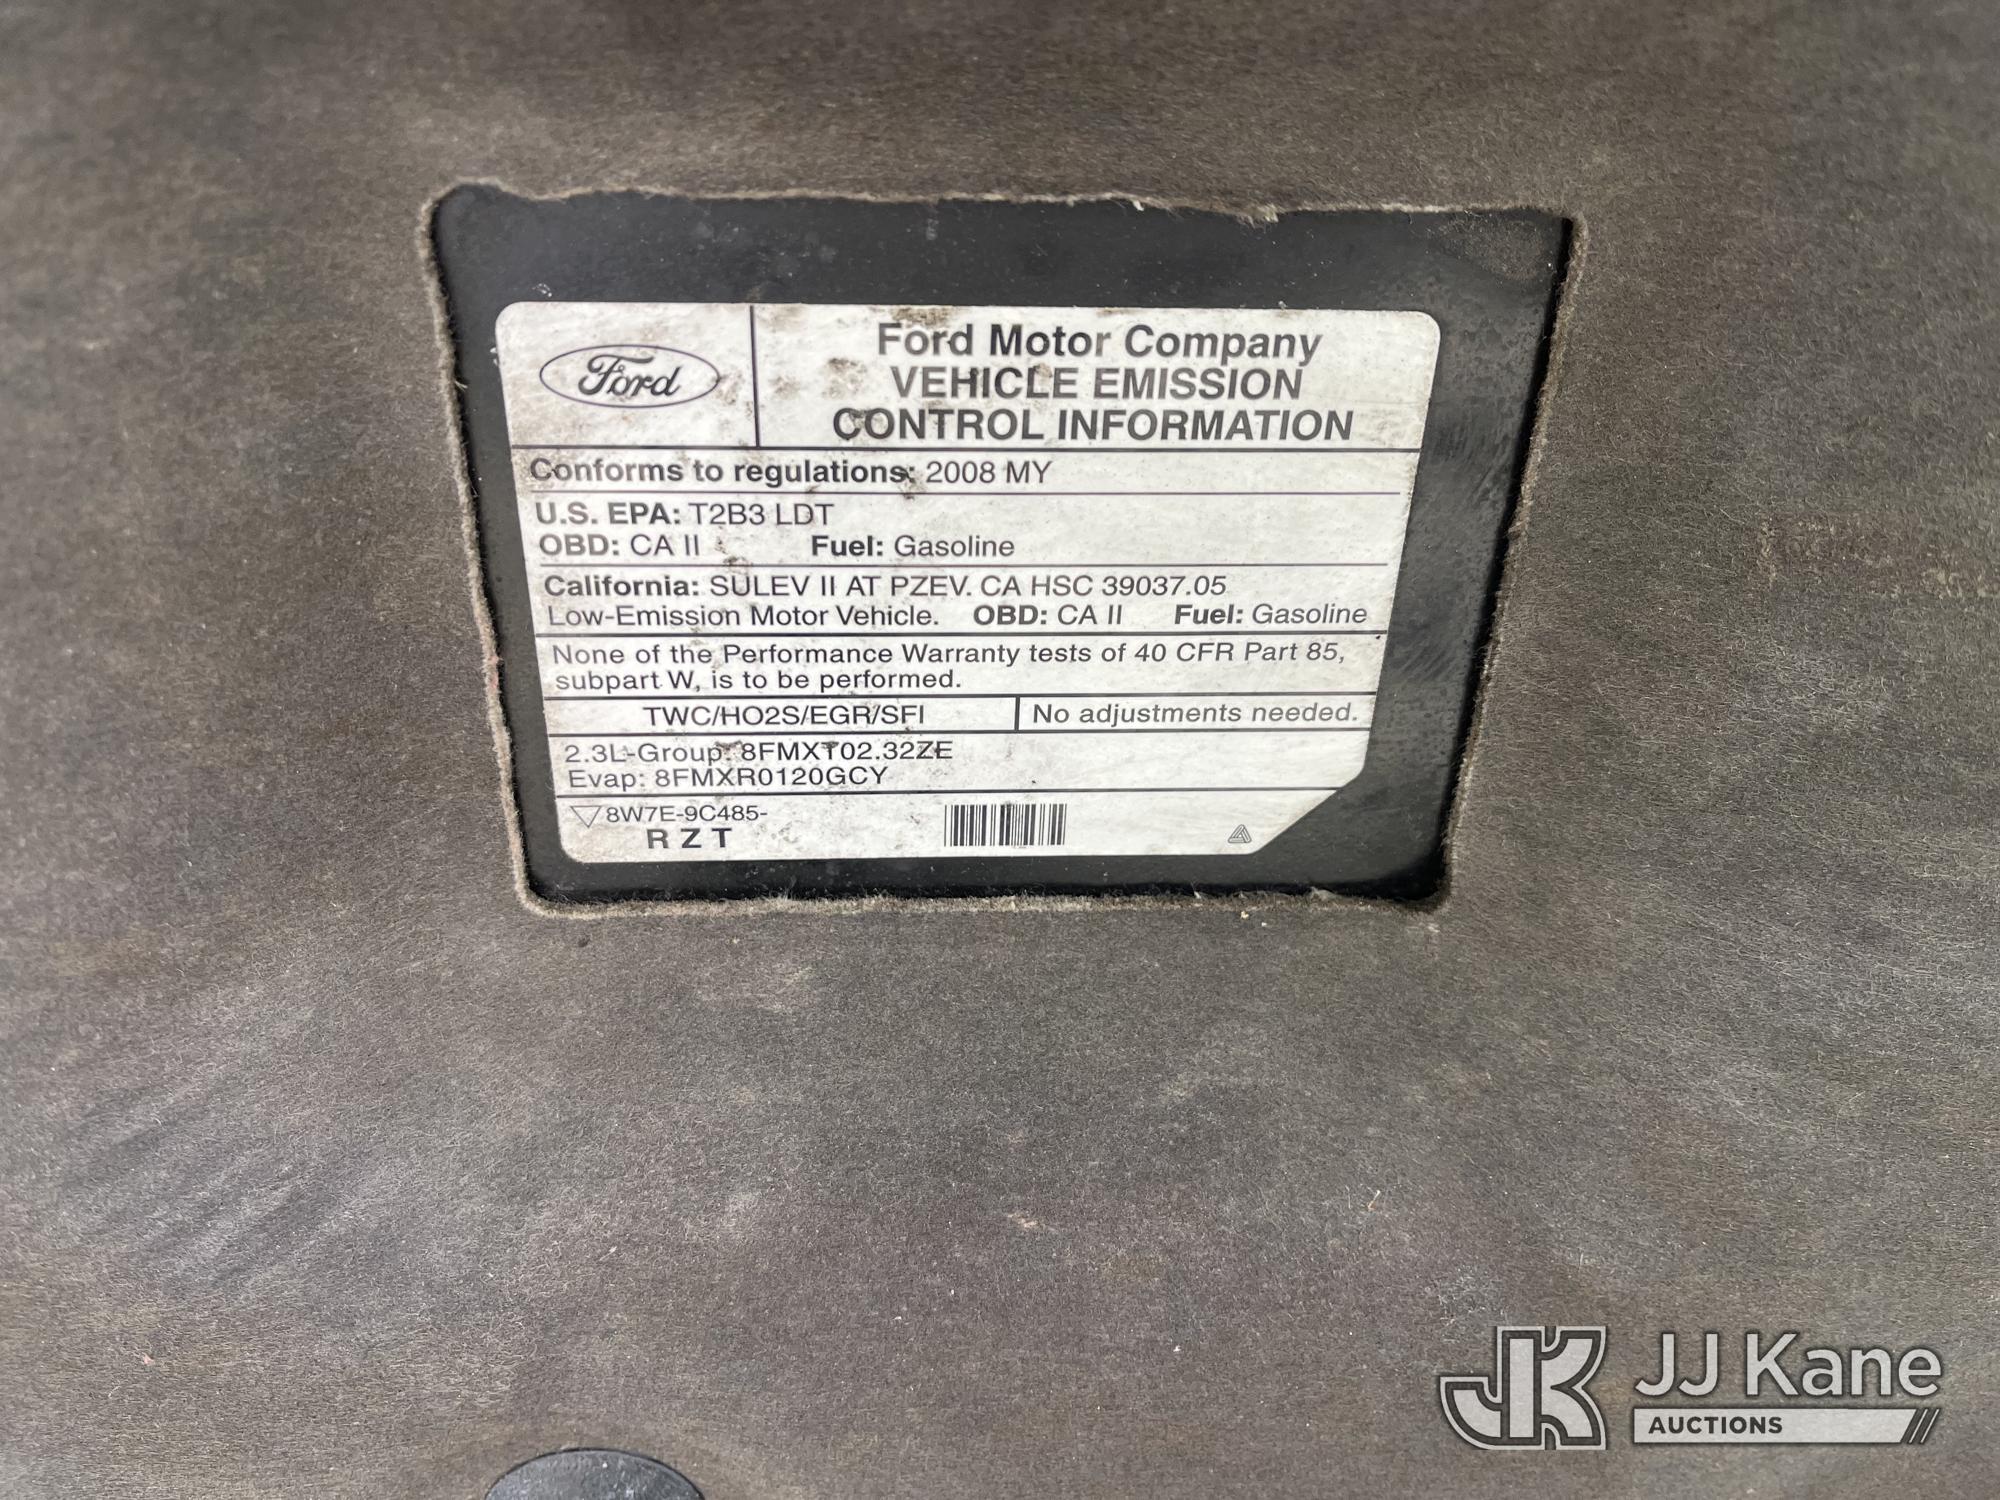 Ford
Ford Motor Company
VEHICLE EMISSION
CONTROL INFORMATION
Conforms to regulations: 2008 MY
U.S. EPA: T2B3 LDT
OBD: CA II Fuel: Gasoline
California: SULEV II AT PZEV. CA HSC 39037.05
Low-Emission Motor Vehicle. OBD: CA II Fuel: Gasoline
None of the Performance Warranty tests of 40 CFR Part 85,
subpart W, is to be performed.
TWC/HO2S/EGR/SFI No adjustments needed.
2.3L-Group: 8FMXT02.32ZE
Evap: 8FMXR0120GCY
8W7E-9C485-
R Z T
JK JJ Kane
AUCTIONS